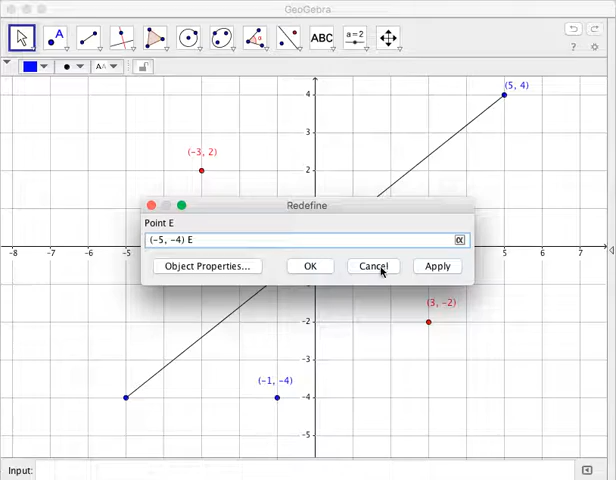 GeoGebra
ABC
a=2
?
AA
(5, 4)
4
3
(-3, 2)
2
Redefine
Point E
(-5, -4) E
α
Object Properties...
OK
Cancel
Apply
-8
-7
-5
5
6
7
(3, -2)
-2
-3
(-1, -4)
-4
-5
Input: